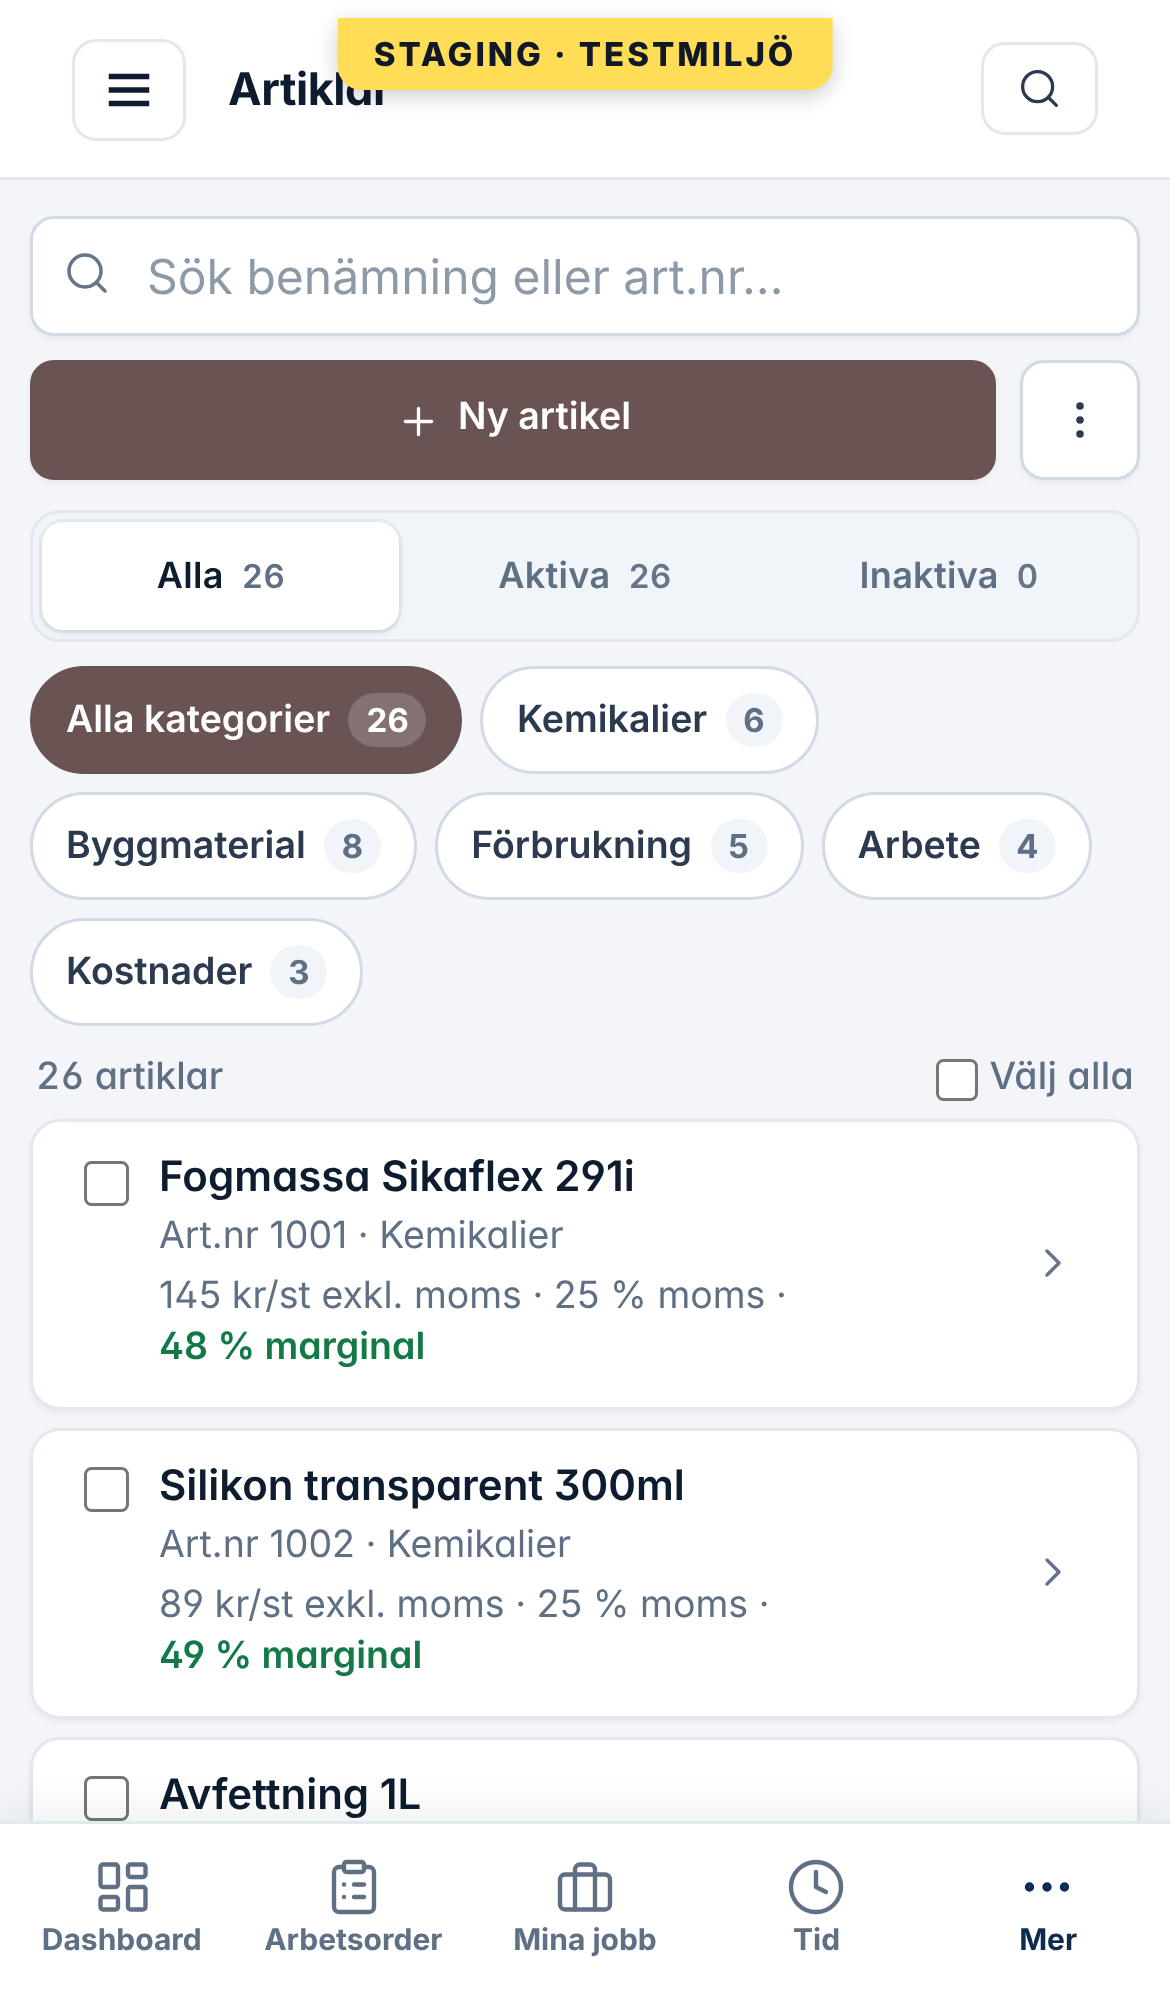 STAGING · TESTMILJÖ
Artiklar
Sök benämning eller art.nr...
Ny artikel
Alla 26
Aktiva 26
Inaktiva 0
Alla kategorier 26
Kemikalier 6
Byggmaterial 8
Förbrukning 5
Arbete 4
Kostnader 3
26 artiklar
Välj alla
Fogmassa Sikaflex 291i
Art.nr 1001 · Kemikalier
145 kr/st exkl. moms · 25 % moms ·
48 % marginal
Silikon transparent 300ml
Art.nr 1002 · Kemikalier
89 kr/st exkl. moms · 25 % moms ·
49 % marginal
Avfettning 1L
Dashboard
Arbetsorder
Mina jobb
Tid
Mer